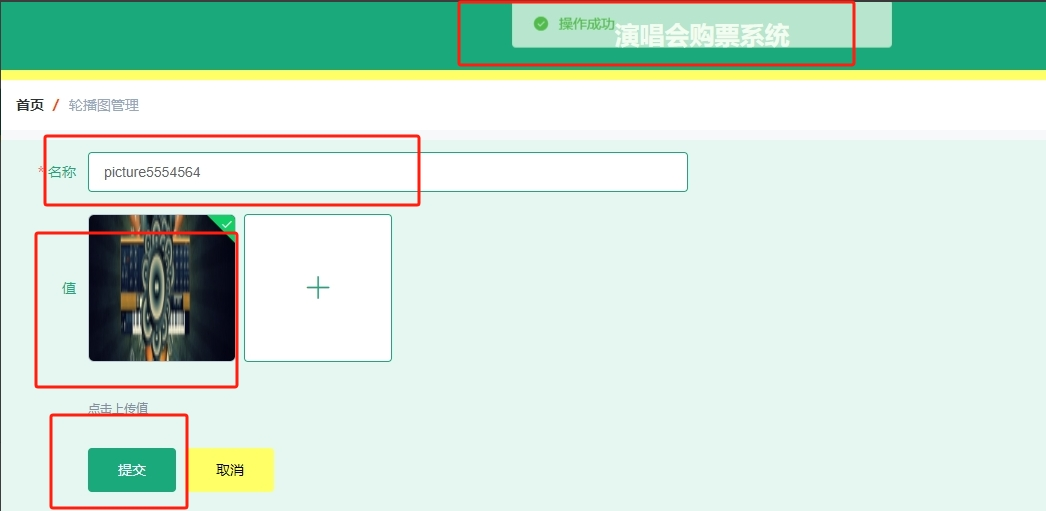 操作成功
演唱会购票系统
首页 / 轮播图管理
* 名称 picture5554564
值
点击上传值
提交 取消